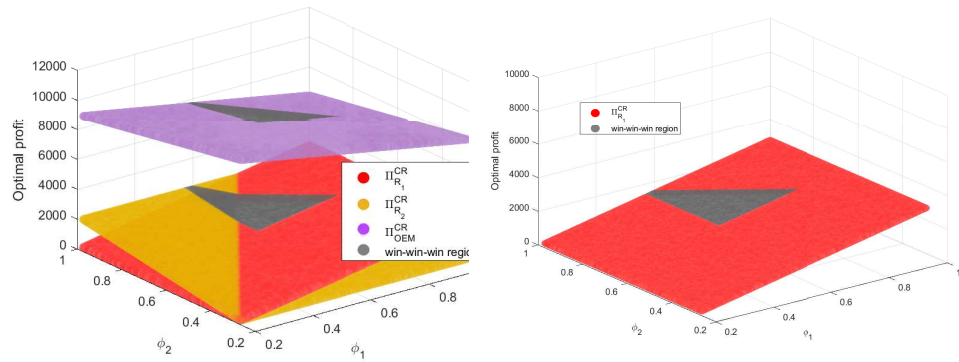 Optimal profit
12000
10000
8000
6000
4000
2000
0
1
0.8
0.6
0.4
0.2
ϕ2
0.2
0.4
0.6
0.8
ϕ1
Π^CR_R1
Π^CR_R2
Π^CR_OEM
win-win-win regio
Optimal profit
10000
8000
6000
4000
2000
0
1
0.8
0.6
0.4
0.2
ϕ2
0.2
0.4
0.6
0.8
1
ϕ1
Π^CR_R1
win-win-win region